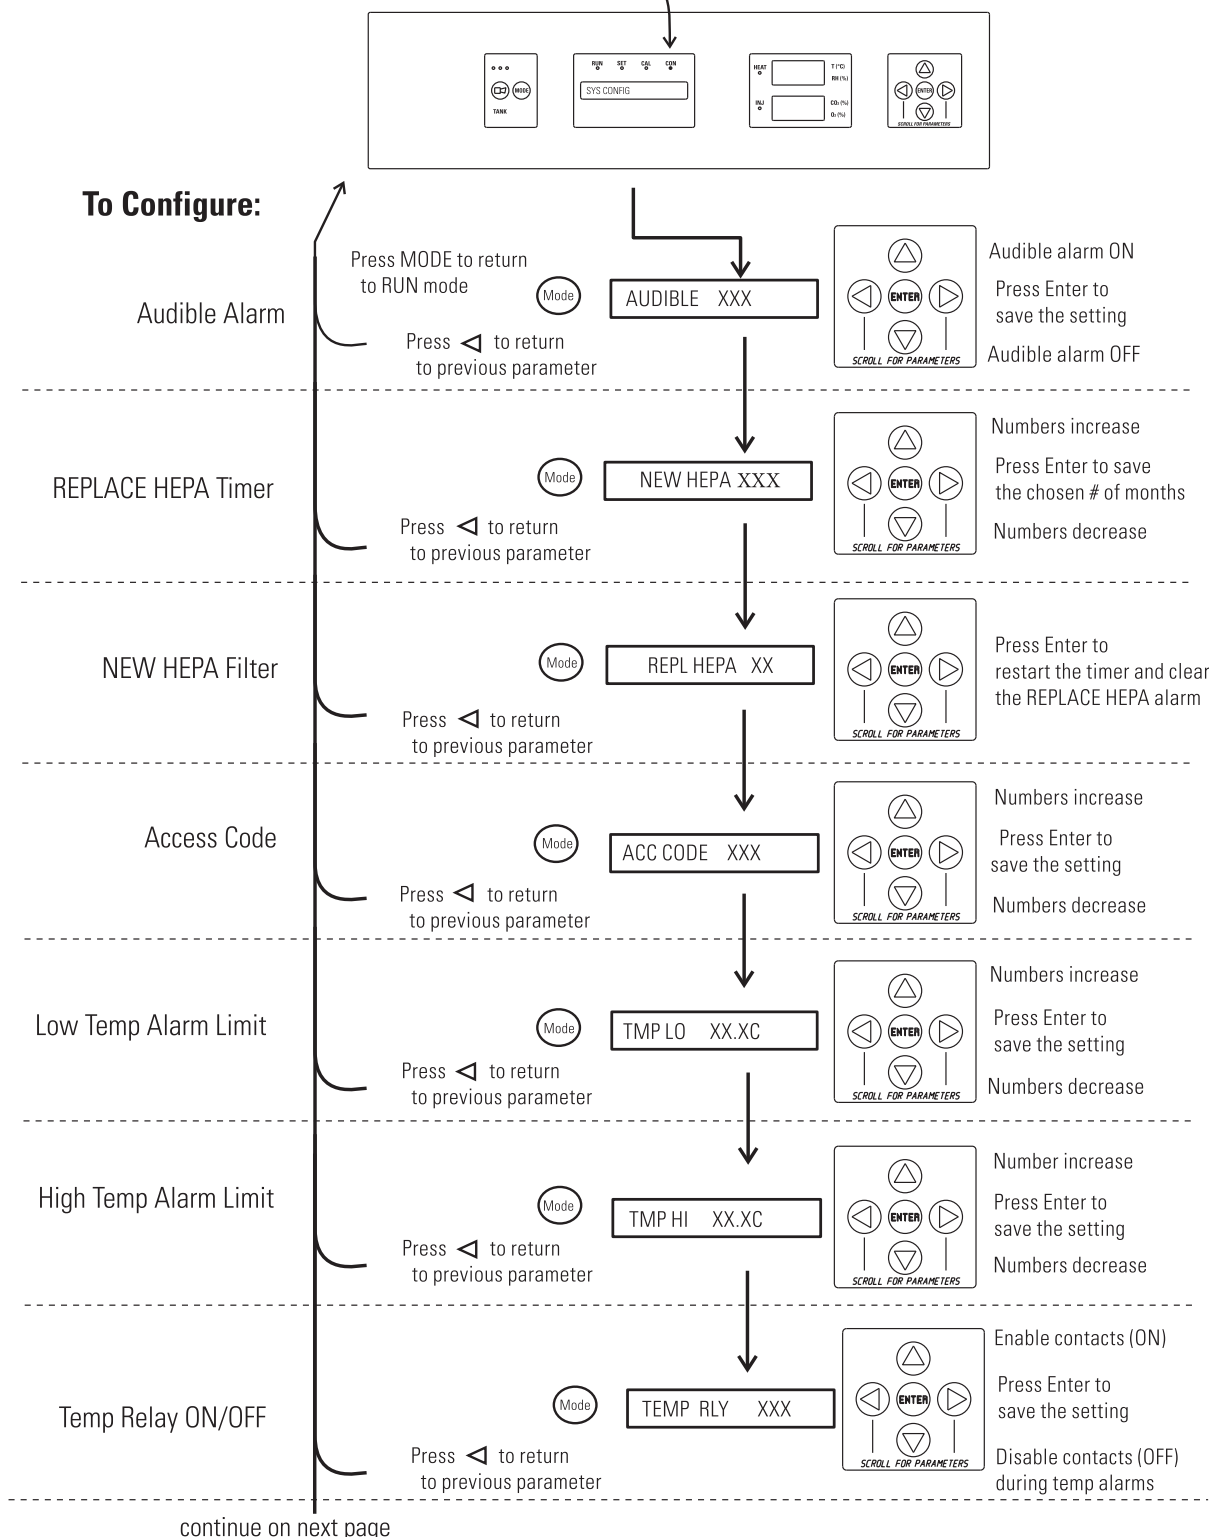 RUN SET CAL CON
SYS CONFIG
MODE
TANK
HEAT T (°C)
RH (%)
INJ CO₂ (%)
O₂ (%)
ENTER
SCROLL FOR PARAMETERS
To Configure:
Audible Alarm
Press MODE to return
to RUN mode
Mode
AUDIBLE XXX
Press to return
to previous parameter
ENTER
SCROLL FOR PARAMETERS
Audible alarm ON
Press Enter to
save the setting
Audible alarm OFF
REPLACE HEPA Timer
Mode
NEW HEPA XXX
Press to return
to previous parameter
ENTER
SCROLL FOR PARAMETERS
Numbers increase
Press Enter to save
the chosen # of months
Numbers decrease
NEW HEPA Filter
Mode
REPL HEPA XX
Press to return
to previous parameter
ENTER
SCROLL FOR PARAMETERS
Press Enter to
restart the timer and clear
the REPLACE HEPA alarm
Access Code
Mode
ACC CODE XXX
Press to return
to previous parameter
ENTER
SCROLL FOR PARAMETERS
Numbers increase
Press Enter to
save the setting
Numbers decrease
Low Temp Alarm Limit
Mode
TMP LO XX.XC
Press to return
to previous parameter
ENTER
SCROLL FOR PARAMETERS
Numbers increase
Press Enter to
save the setting
Numbers decrease
High Temp Alarm Limit
Mode
TMP HI XX.XC
Press to return
to previous parameter
ENTER
SCROLL FOR PARAMETERS
Number increase
Press Enter to
save the setting
Numbers decrease
Temp Relay ON/OFF
Mode
TEMP RLY XXX
Press to return
to previous parameter
ENTER
SCROLL FOR PARAMETERS
Enable contacts (ON)
Press Enter to
save the setting
Disable contacts (OFF)
during temp alarms
continue on next page